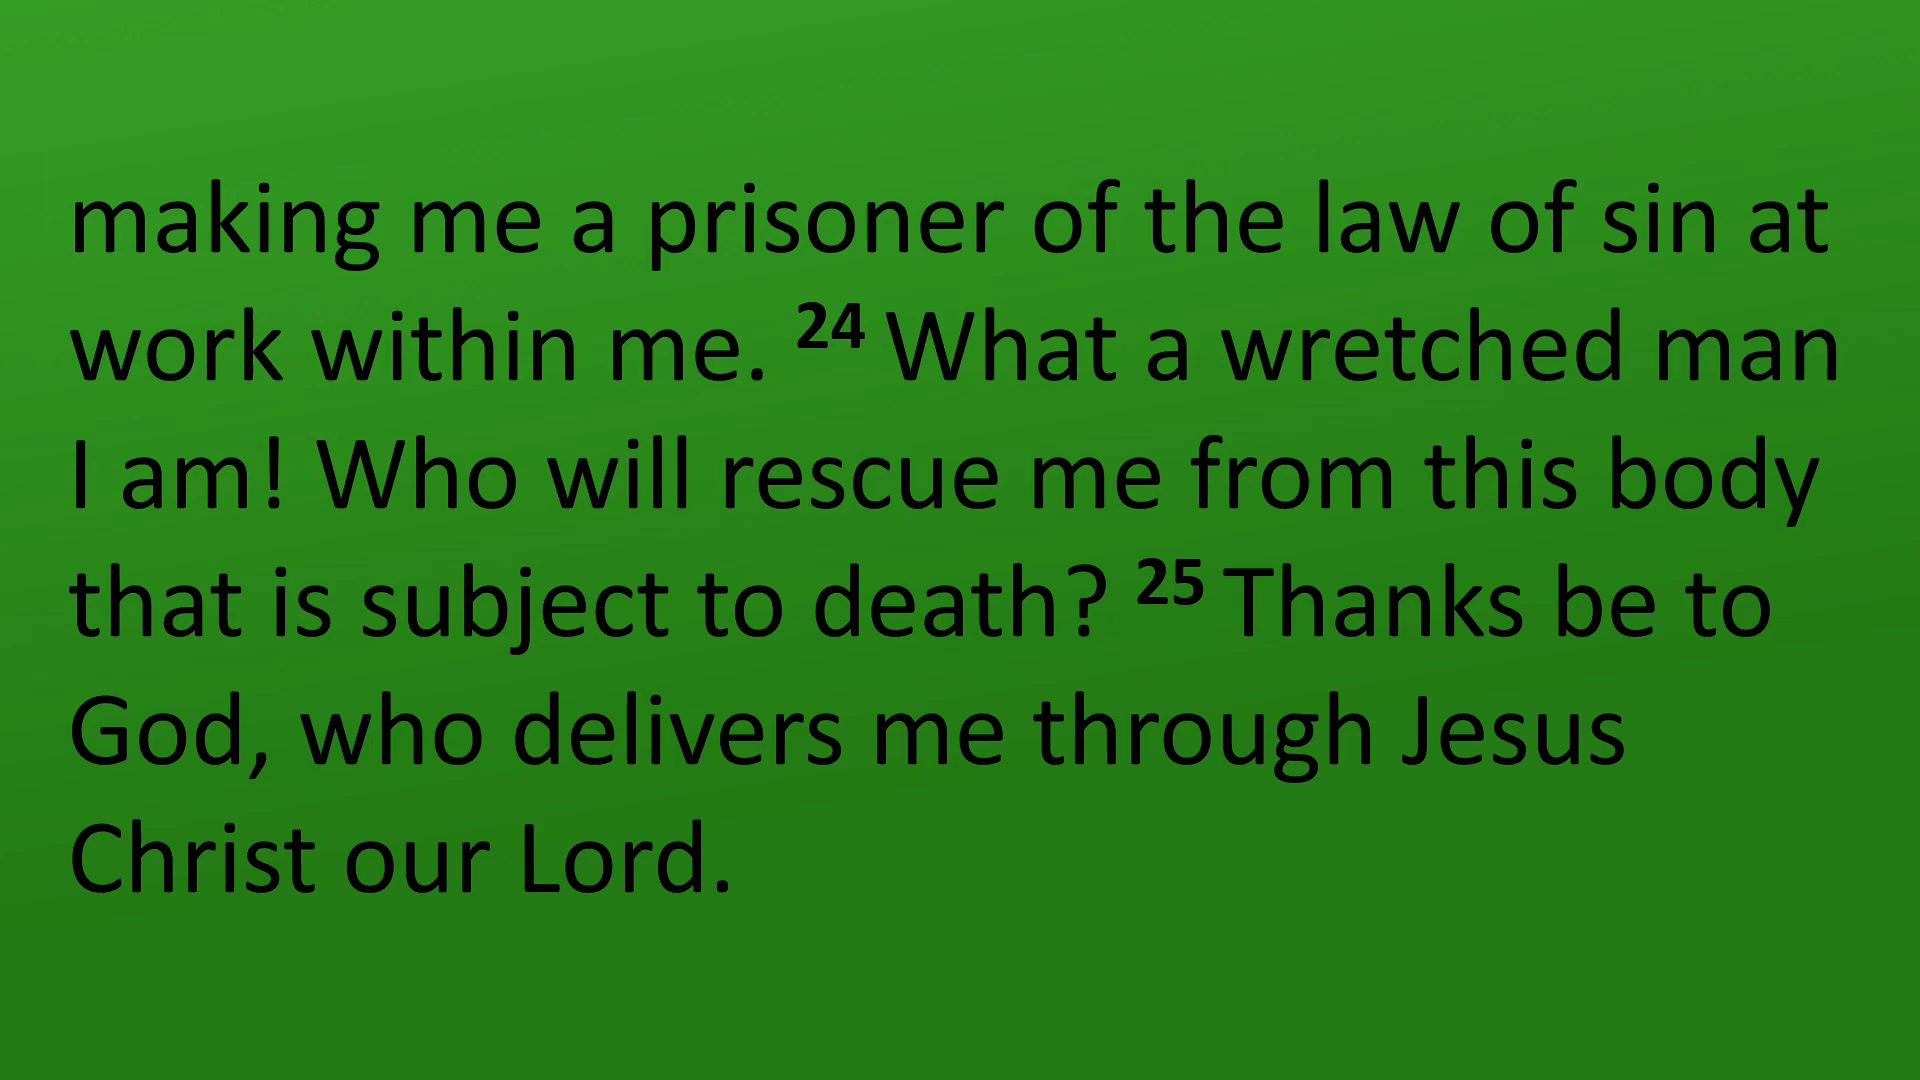 making me a prisoner of the law of sin at
work within me. 24 What a wretched man
I am! Who will rescue me from this body
that is subject to death? 25 Thanks be to
God, who delivers me through Jesus
Christ our Lord.